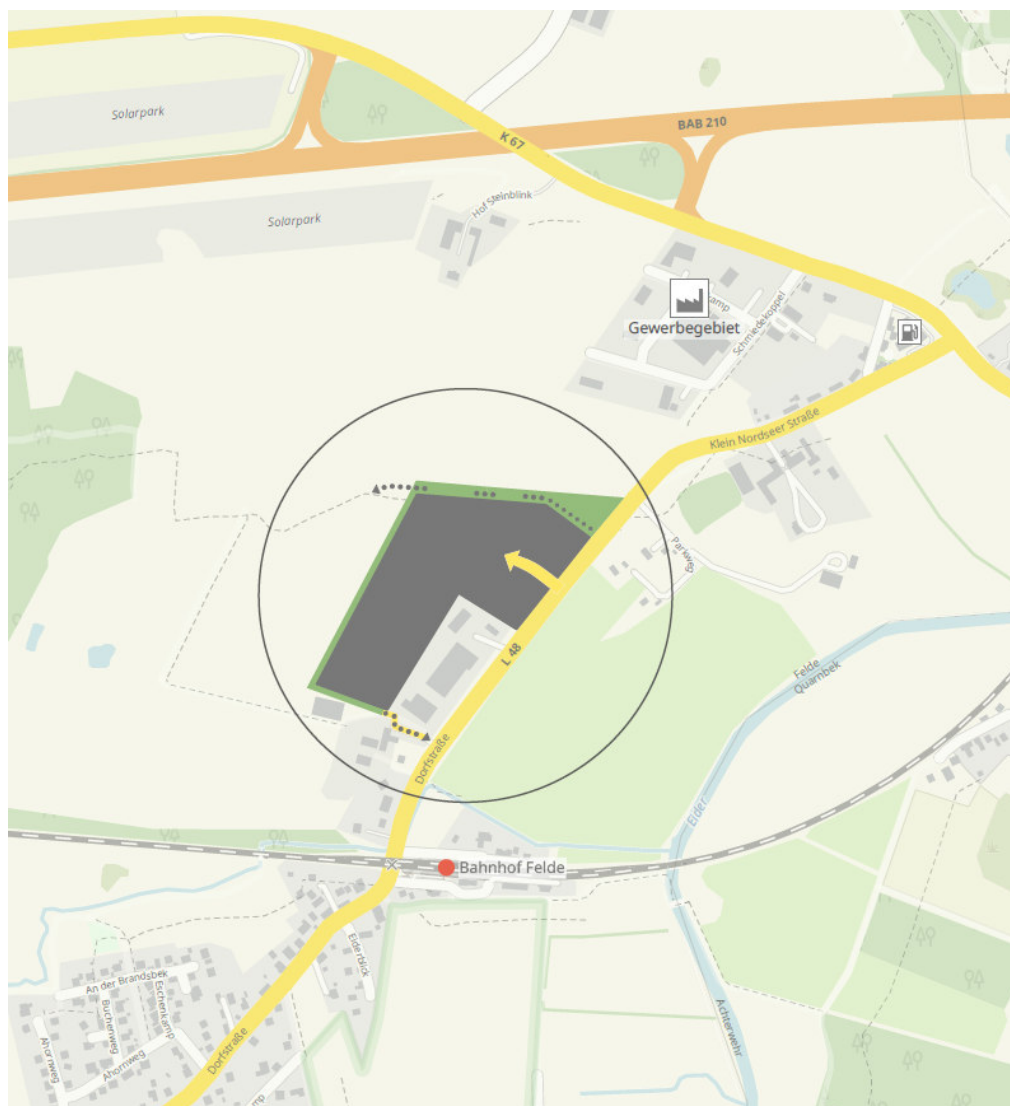 Solarpark
BAB 210
K 67
Hof Steinblink
Solarpark
Gewerbegebiet
Schmiedekoppel
Klein Nordseer Straße
Parkweg
L 48
Felde
Quarnbek
Dorfstraße
Eider
Bahnhof Felde
Eiderblick
An der Brandsbek
Eschenkamp
Buchenweg
Ahornweg
Ahornweg
Dorfstraße
Achterwehr